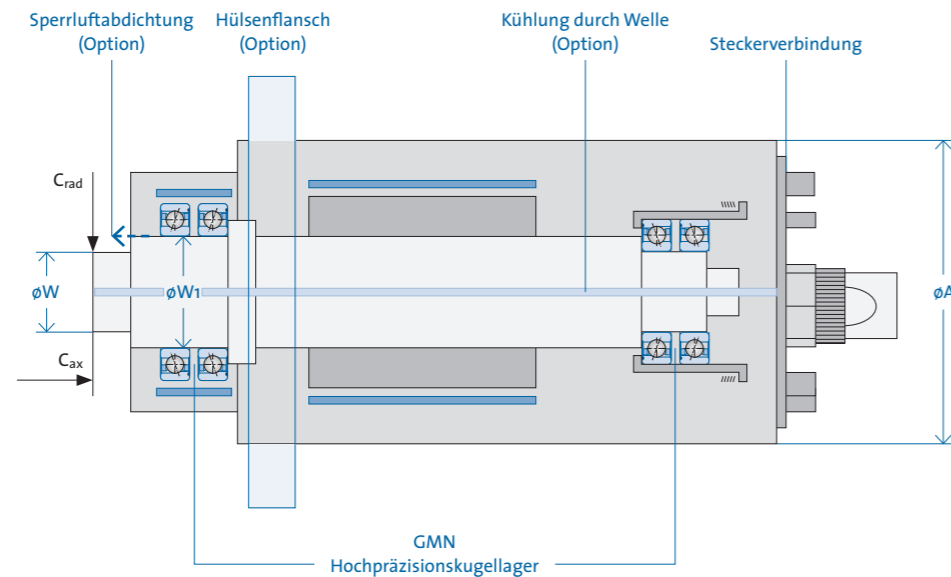 Sperrluftabdichtung
(Option)
Hülsenflansch
(Option)
Kühlung durch Welle
(Option)
Steckerverbindung
Crad
øW
øW1
øA
Cax
GMN
Hochpräzisionskugellager